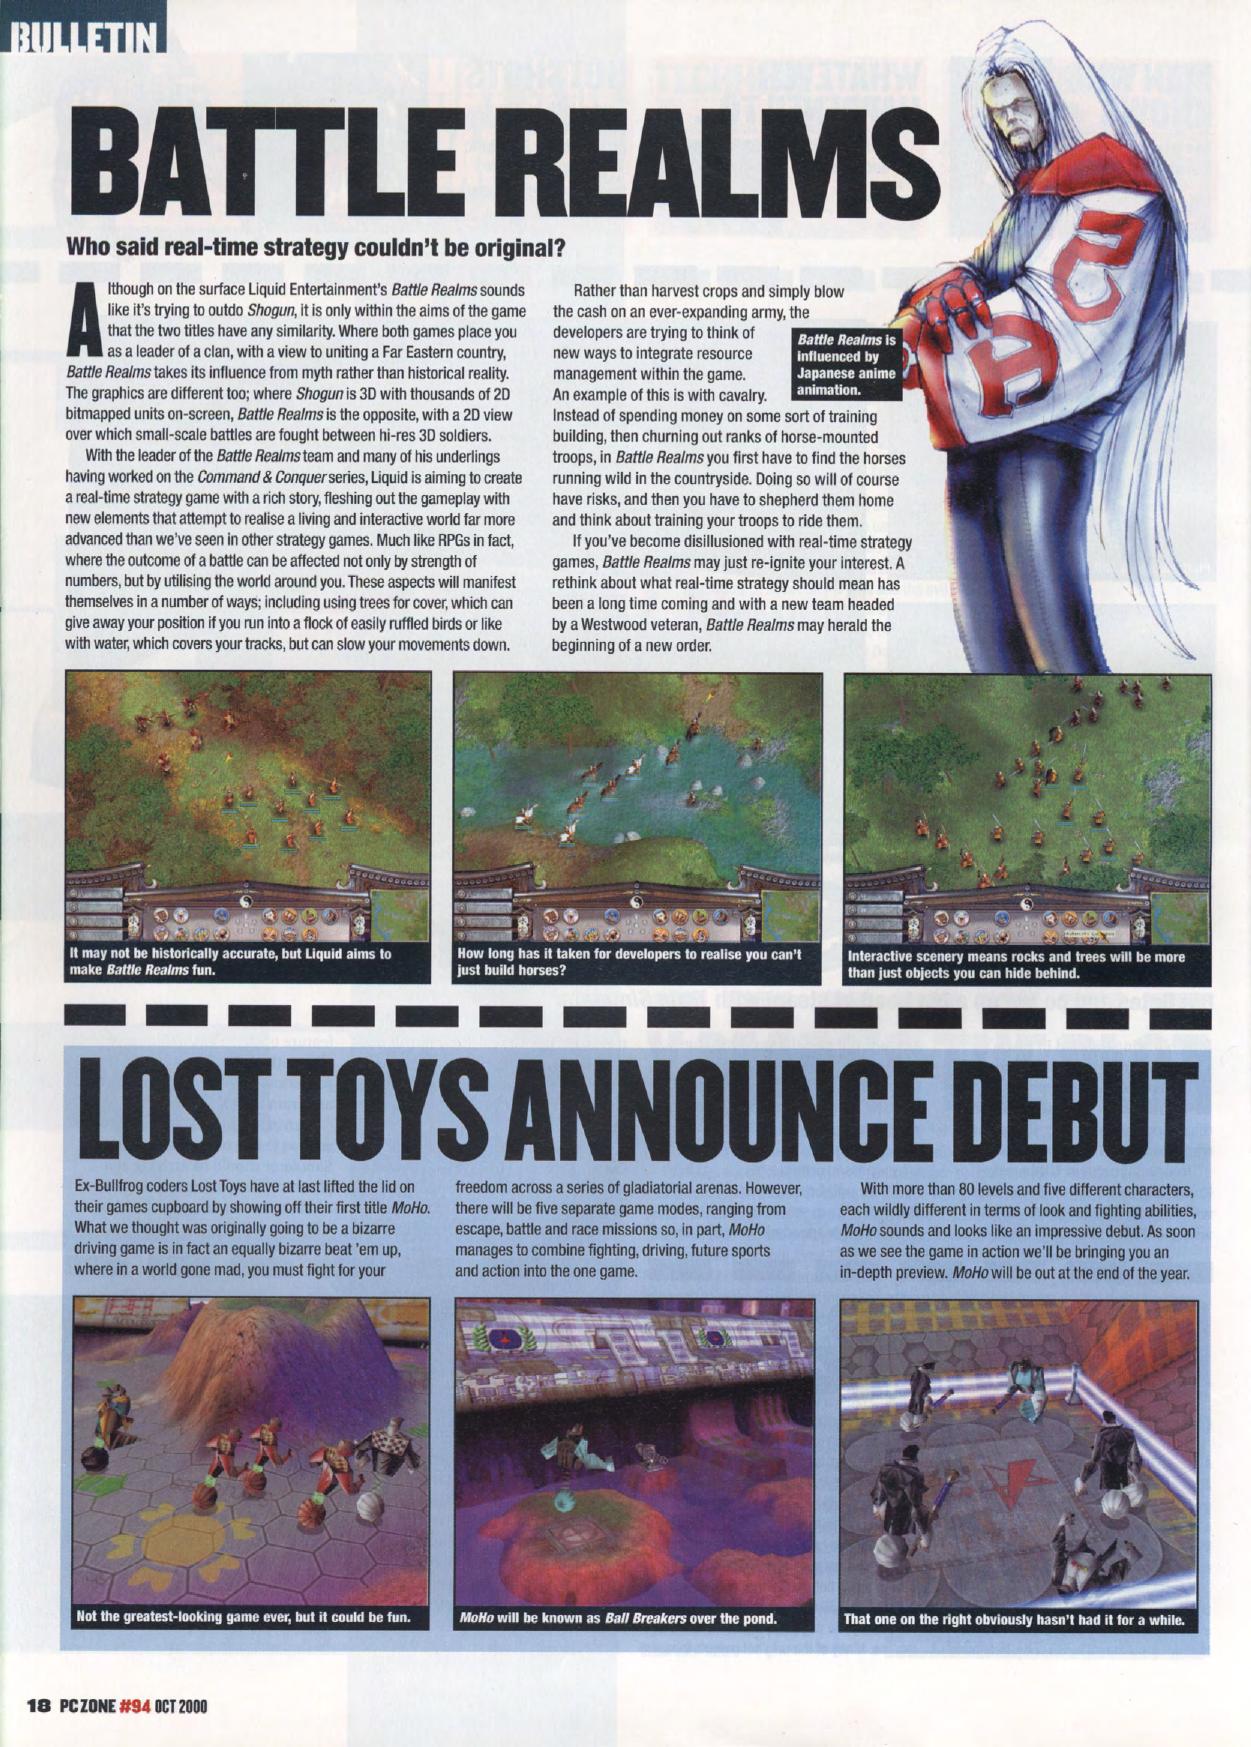 BULLETIN
BATTLE REALMS
Who said real-time strategy couldn't be original?
Although on the surface Liquid Entertainment's Battle Realms sounds
like it's trying to outdo Shogun, it is only within the aims of the game
that the two titles have any similarity. Where both games place you
as a leader of a clan, with a view to uniting a Far Eastern country,
Battle Realms takes its influence from myth rather than historical reality.
The graphics are different too; where Shogun is 3D with thousands of 2D
bitmapped units on-screen, Battle Realms is the opposite, with a 2D view
over which small-scale battles are fought between hi-res 3D soldiers.
With the leader of the Battle Realms team and many of his underlings
having worked on the Command & Conquer series, Liquid is aiming to create
a real-time strategy game with a rich story, fleshing out the gameplay with
new elements that attempt to realise a living and interactive world far more
advanced than we've seen in other strategy games. Much like RPGs in fact,
where the outcome of a battle can be affected not only by strength of
numbers, but by utilising the world around you. These aspects will manifest
themselves in a number of ways; including using trees for cover, which can
give away your position if you run into a flock of easily ruffled birds or like
with water, which covers your tracks, but can slow your movements down.
Rather than harvest crops and simply blow
the cash on an ever-expanding army, the
developers are trying to think of
new ways to integrate resource
management within the game.
An example of this is with cavalry.
Instead of spending money on some sort of training
building, then churning out ranks of horse-mounted
troops, in Battle Realms you first have to find the horses
running wild in the countryside. Doing so will of course
have risks, and then you have to shepherd them home
and think about training your troops to ride them.
If you've become disillusioned with real-time strategy
games, Battle Realms may just re-ignite your interest. A
rethink about what real-time strategy should mean has
been a long time coming and with a new team headed
by a Westwood veteran, Battle Realms may herald the
beginning of a new order.
Battle Realms is
influenced by
Japanese anime
animation.
It may not be historically accurate, but Liquid aims to
make Battle Realms fun.
How long has it taken for developers to realise you can't
just build horses?
Interactive scenery means rocks and trees will be more
than just objects you can hide behind.
LOST TOYS ANNOUNCE DEBUT
Ex-Bullfrog coders Lost Toys have at last lifted the lid on
their games cupboard by showing off their first title MoHo.
What we thought was originally going to be a bizarre
driving game is in fact an equally bizarre beat 'em up,
where in a world gone mad, you must fight for your
freedom across a series of gladiatorial arenas. However,
there will be five separate game modes, ranging from
escape, battle and race missions so, in part, MoHo
manages to combine fighting, driving, future sports
and action into the one game.
With more than 80 levels and five different characters,
each wildly different in terms of look and fighting abilities,
MoHo sounds and looks like an impressive debut. As soon
as we see the game in action we'll be bringing you an
in-depth preview. MoHo will be out at the end of the year.
Not the greatest-looking game ever, but it could be fun.
MoHo will be known as Ball Breakers over the pond.
That one on the right obviously hasn't had it for a while.
18 PCZONE #94 OCT 2000